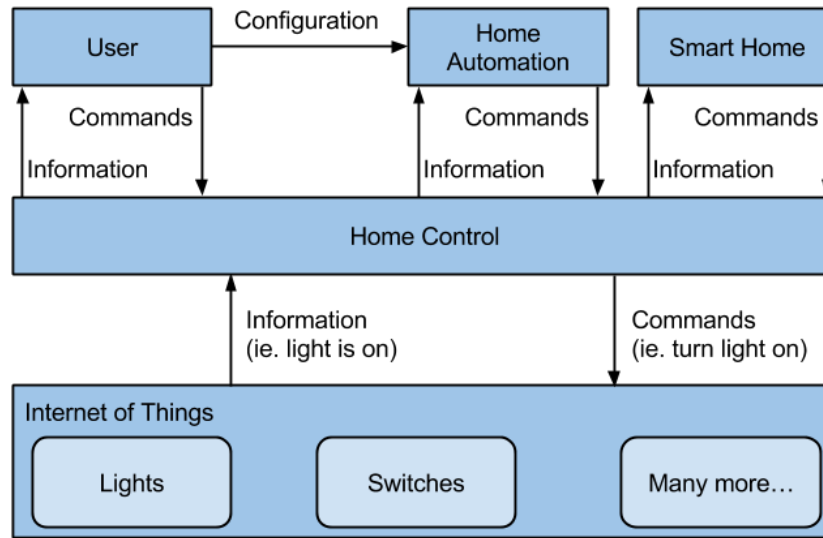 Configuration
User
Home
Automation
Smart Home
Commands
Commands
Commands
Information
Information
Information
Home Control
Information
(ie. light is on)
Commands
(ie. turn light on)
Internet of Things
Lights
Switches
Many more…